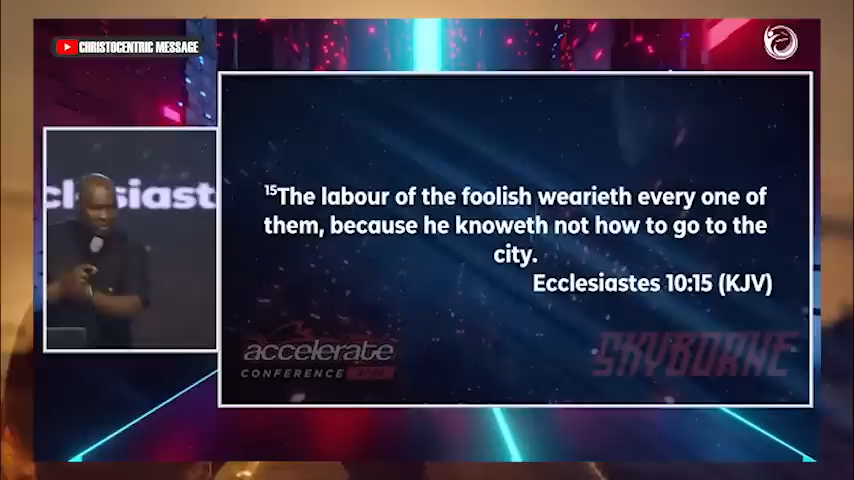 CHRISTOCENTRIC MESSAGE
clesiast
15The labour of the foolish wearieth every one of
them, because he knoweth not how to go to the
city.
Ecclesiastes 10:15 (KJV)
accelerate
CONFERENCE
SKYBORNE